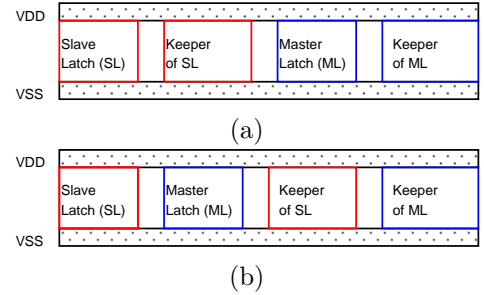 VDD
Slave Keeper Master Keeper
Latch (SL) of SL Latch (ML) of ML
VSS
(a)
VDD
Slave Master Keeper Keeper
Latch (SL) Latch (ML) of SL of ML
VSS
(b)